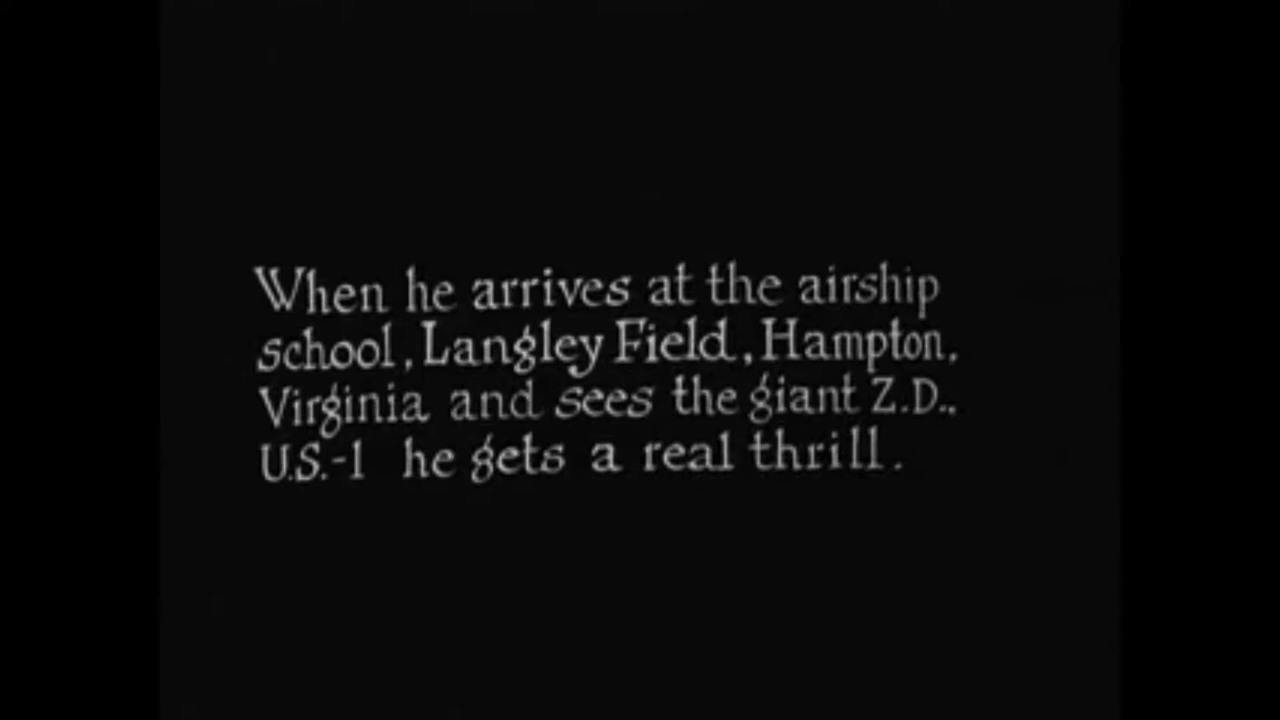 When he arrives at the airship
school, Langley Field, Hampton,
Virginia and sees the giant Z.D..
U.S.-1 he gets a real thrill.